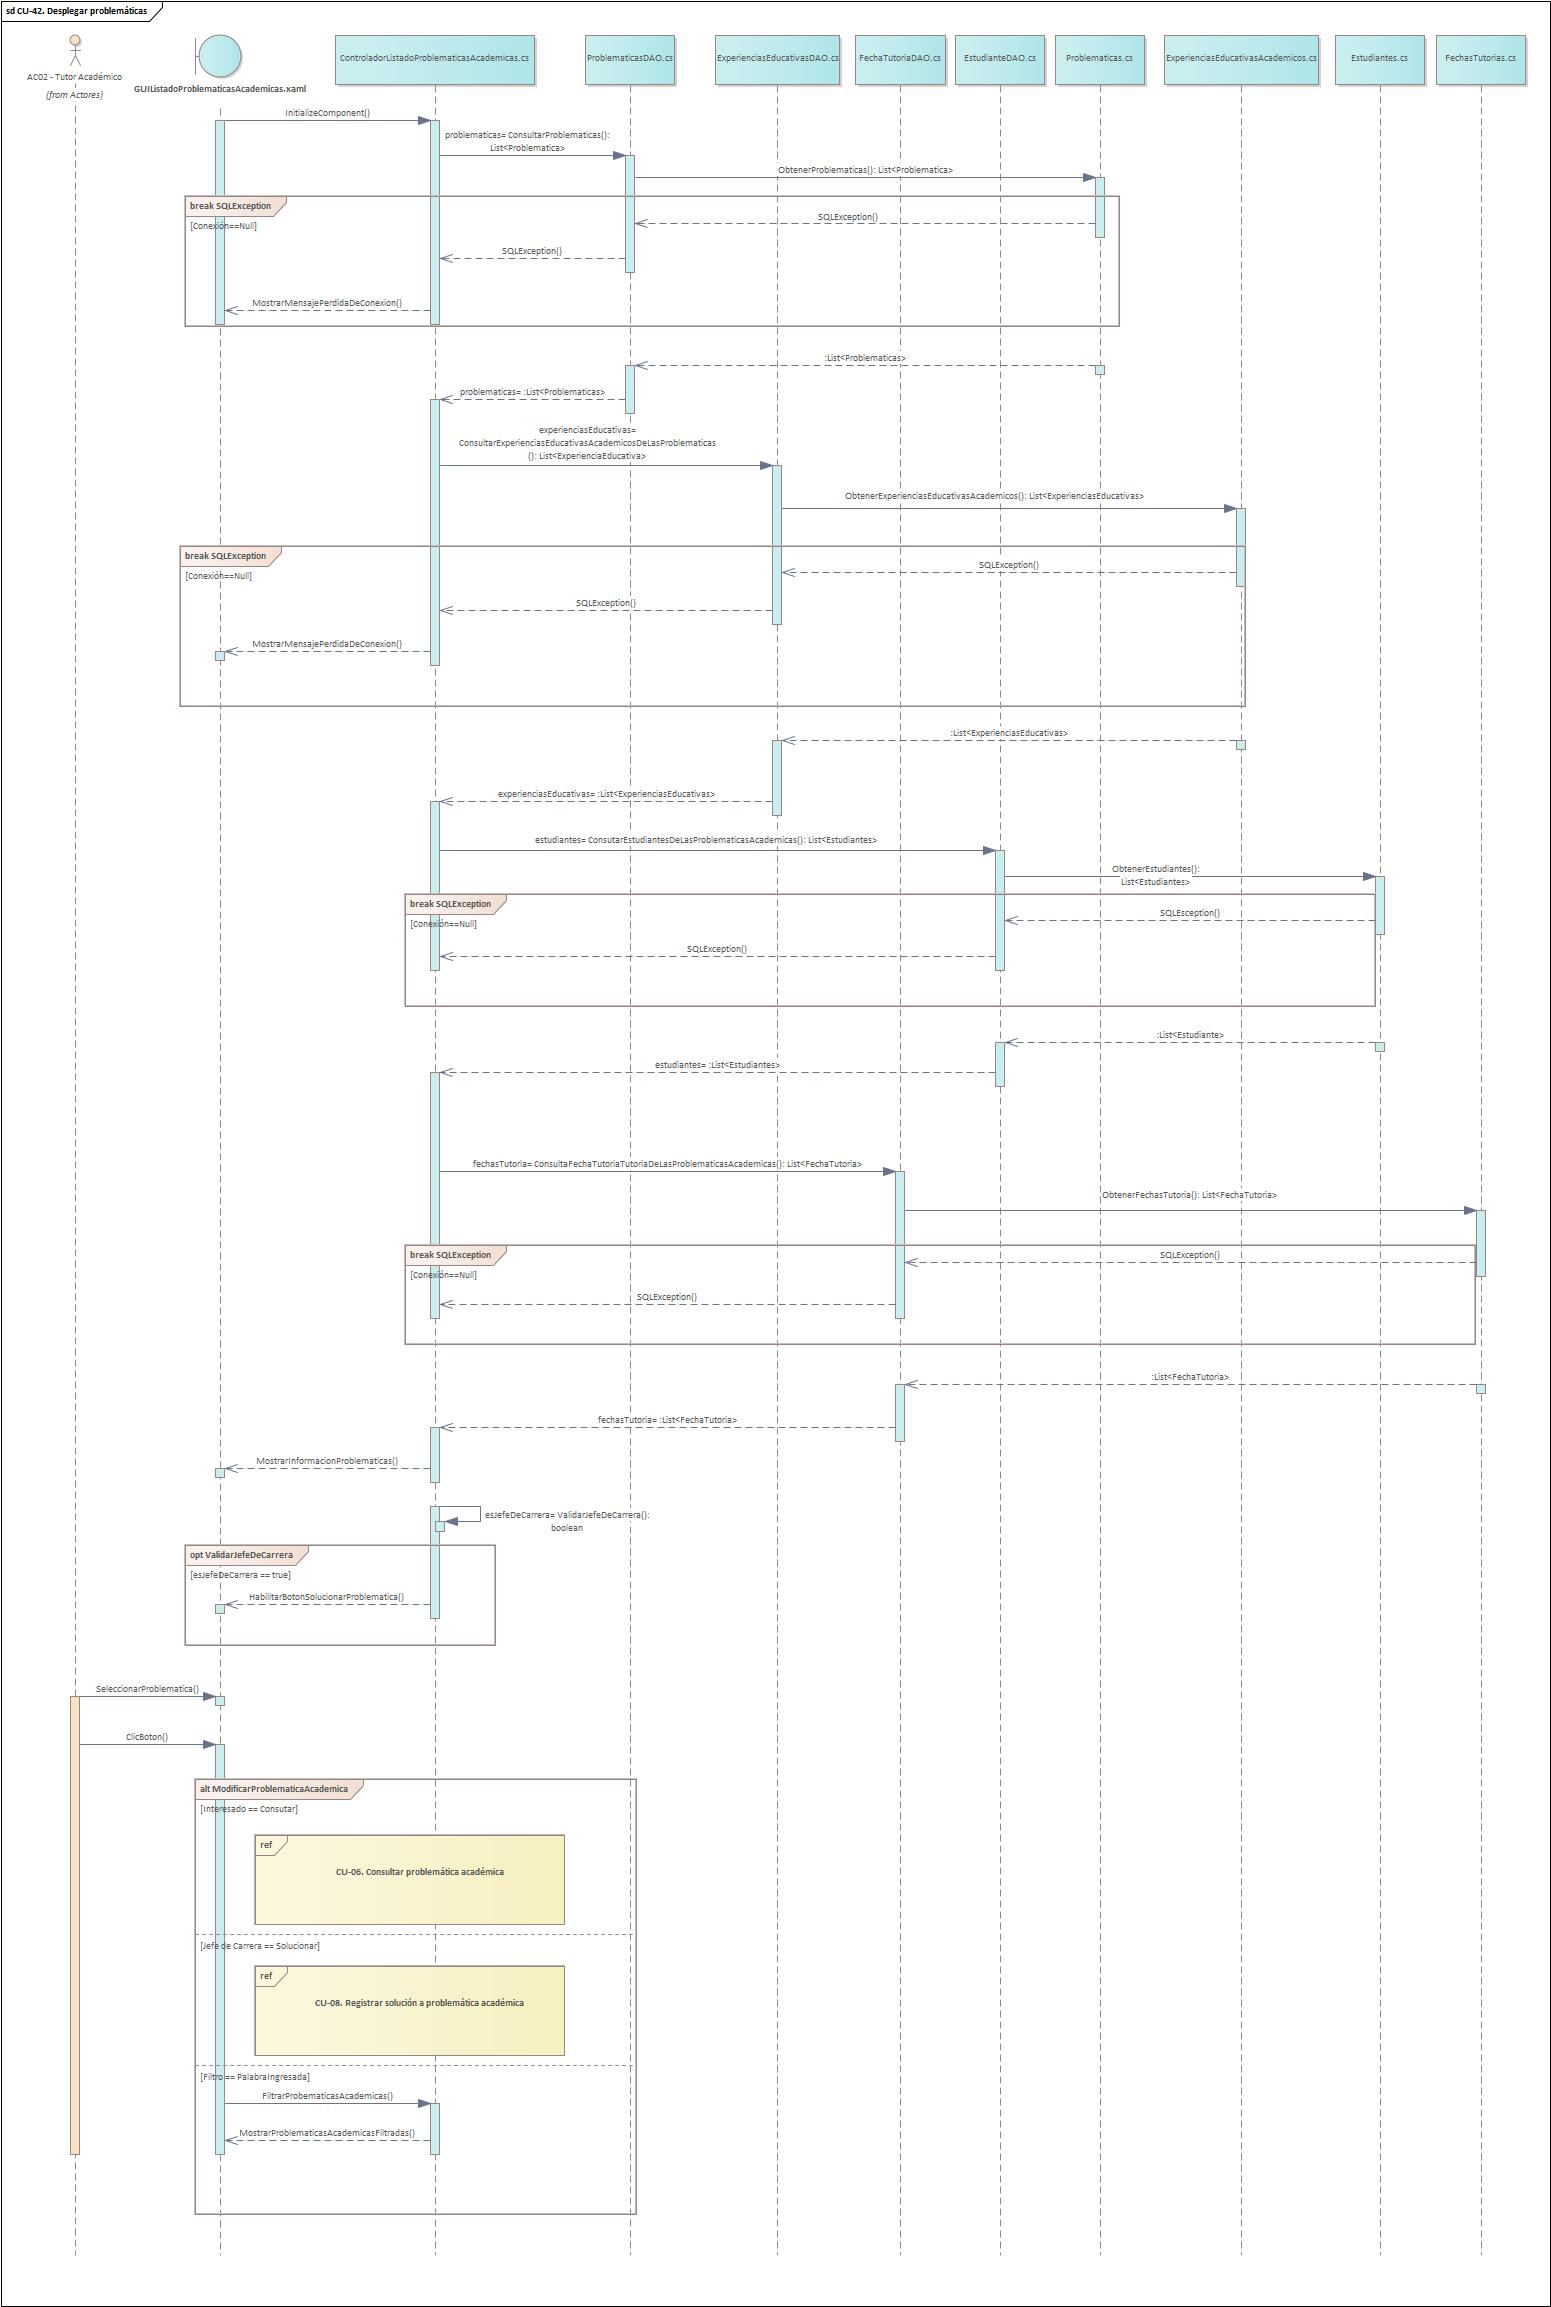 sd CU-42. Desplegar problemáticas
AC02 - Tutor Académico
(from Actores)
GUIListadoProblematicasAcademicas.xaml
ControladorListadoProblematicasAcademicas.cs
ProblematicasDAO.cs
ExperienciasEducativasDAO.cs
FechaTutoriaDAO.cs
EstudianteDAO.cs
Problematicas.cs
ExperienciasEducativasAcademicos.cs
Estudiantes.cs
FechasTutorias.cs
InitializeComponent()
problematicas= ConsultarProblematicas():
List<Problematica>
ObtenerProblematicas(): List<Problematica>
break SQLException
[Conexión==Null]
SQLException()
SQLException()
MostrarMensajePerdidaDeConexion()
:List<Problematicas>
problematicas= :List<Problematicas>
experienciasEducativas=
ConsultarExperienciasEducativasAcademicosDeLasProblematicas
(): List<ExperienciaEducativa>
ObtenerExperienciasEducativasAcademicos(): List<ExperienciasEducativas>
break SQLException
[Conexión==Null]
SQLException()
SQLException()
MostrarMensajePerdidaDeConexion()
:List<ExperienciasEducativas>
experienciasEducativas= :List<ExperienciasEducativas>
estudiantes= ConsutarEstudiantesDeLasProblematicasAcademicas(): List<Estudiantes>
ObtenerEstudiantes():
List<Estudiantes>
break SQLException
[Conexión==Null]
SQLEsception()
SQLException()
:List<Estudiante>
estudiantes= :List<Estudiantes>
fechasTutoria= ConsultaFechaTutoriaTutoriaDeLasProblematicasAcademicas(): List<FechaTutoria>
ObtenerFechasTutoria(): List<FechaTutoria>
break SQLException
[Conexión==Null]
SQLException()
SQLException()
:List<FechaTutoria>
fechasTutoria= :List<FechaTutoria>
MostrarInformacionProblematicas()
esJefeDeCarrera= ValidarJefeDeCarrera():
boolean
opt ValidarJefeDeCarrera
[esJefeDeCarrera == true]
HabilitarBotonSolucionarProblematica()
SeleccionarProblematica()
ClicBoton()
alt ModificarProblematicaAcademica
[Interesado == Consutar]
ref
CU-06. Consultar problemática académica
[Jefe de Carrera == Solucionar]
ref
CU-08. Registrar solución a problemática académica
[Filtro == PalabraIngresada]
FiltrarProbematicasAcademicas()
MostrarProblematicasAcademicasFiltradas()